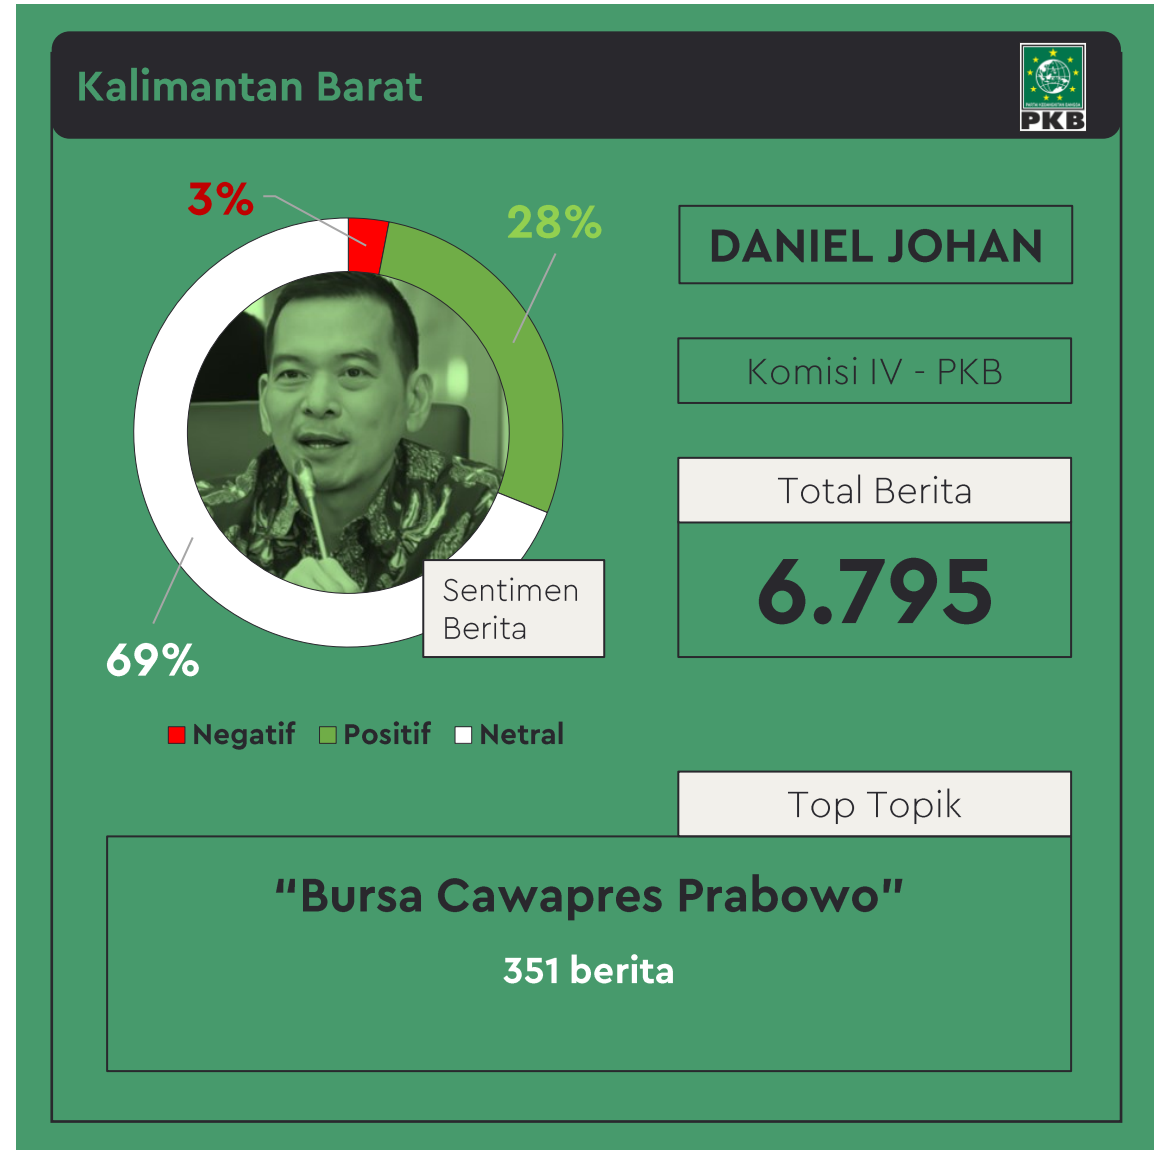 Kalimantan Barat
PKB
3%
28%
DANIEL JOHAN
Komisi IV - PKB
Total Berita
6.795
Sentimen
Berita
69%
Negatif Positif Netral
Top Topik
“Bursa Cawapres Prabowo”
351 berita